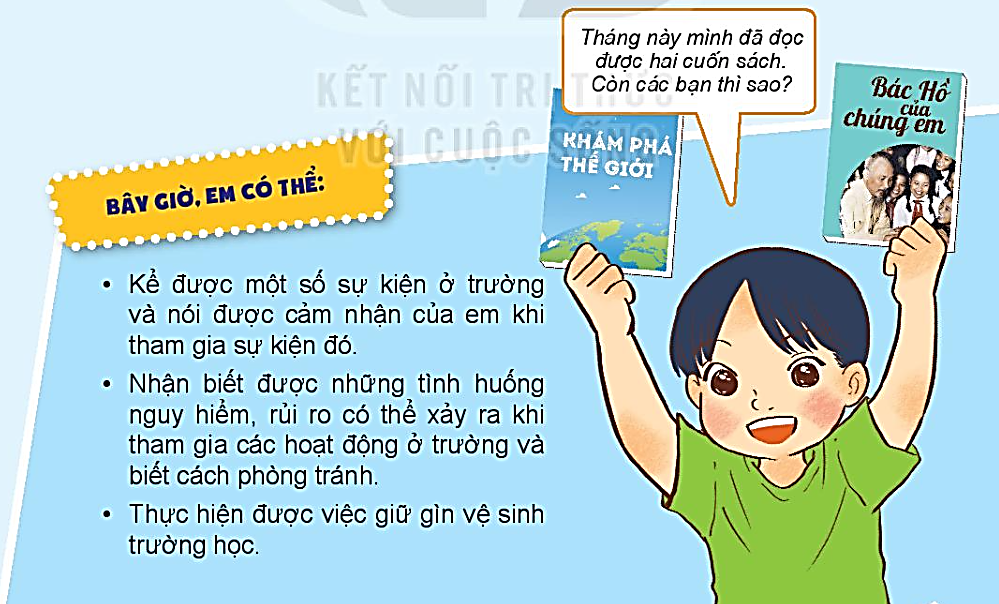 Tháng này mình đã đọc
được hai cuốn sách.
Còn các bạn thì sao?
KẾT NỐI TRI THỨC
VỚI CUỘC SỐNG
KHÁM PHÁ
THẾ GIỚI
Bác Hồ
của
chúng em
BÂY GIỜ, EM CÓ THỂ:
• Kể được một số sự kiện ở trường
và nói được cảm nhận của em khi
tham gia sự kiện đó.
• Nhận biết được những tình huống
nguy hiểm, rủi ro có thể xảy ra khi
tham gia các hoạt động ở trường và
biết cách phòng tránh.
• Thực hiện được việc giữ gìn vệ sinh
trường học.